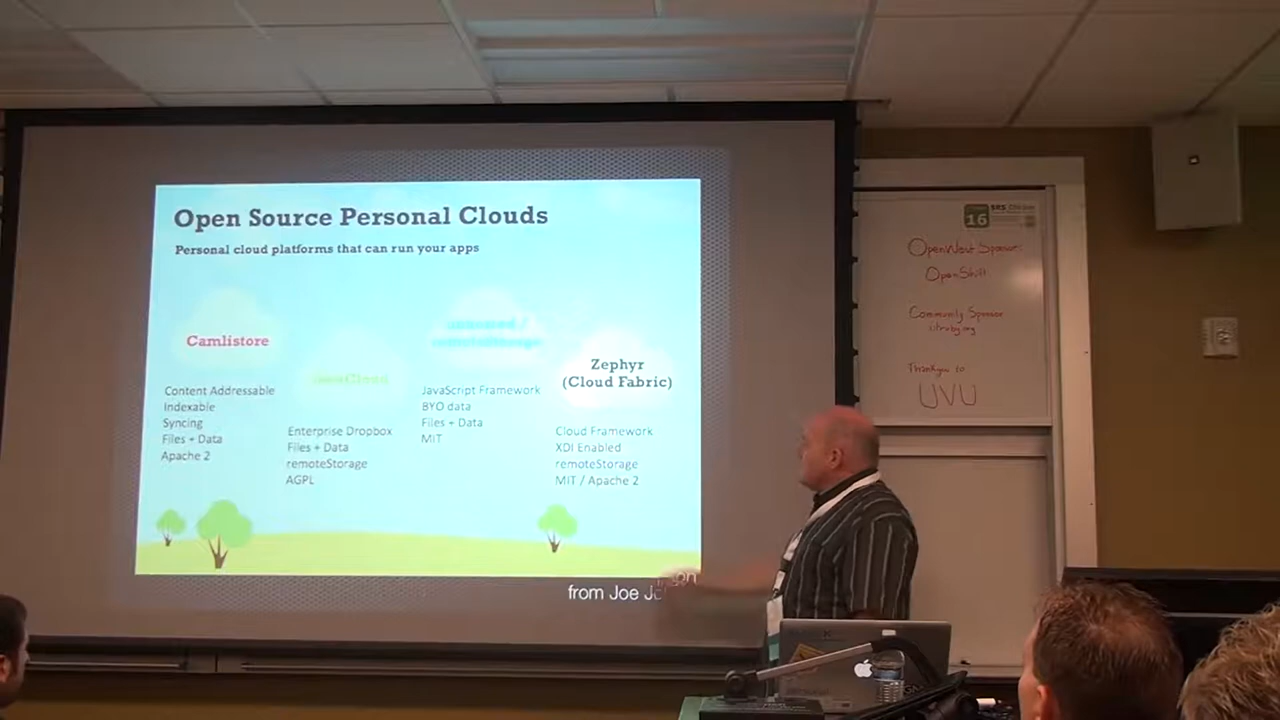 Open Source Personal Clouds
Personal cloud platforms that can run your apps
Camlistore
Content Addressable
Indexable
Syncing
Files + Data
Apache 2
Enterprise Dropbox
Files + Data
remoteStorage
AGPL
JavaScript Framework
BYO data
Files + Data
MIT
Zephyr
(Cloud Fabric)
Cloud Framework
XDI Enabled
remoteStorage
MIT / Apache 2
from Joe
16
OpenWest Sponsor:
OpenShift
Community Sponsor
Thankyou to
UVU